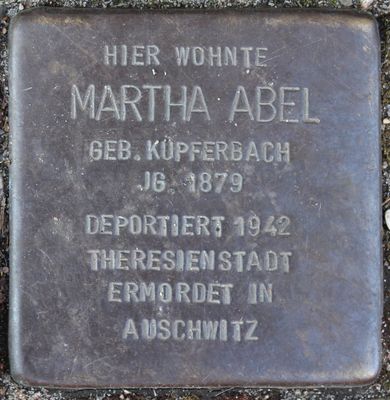 HIER WOHNTE
MARTHA ABEL
GEB. KÜPFERBACH
JG. 1879
DEPORTIERT 1942
THERESIENSTADT
ERMORDET IN
AUSCHWITZ